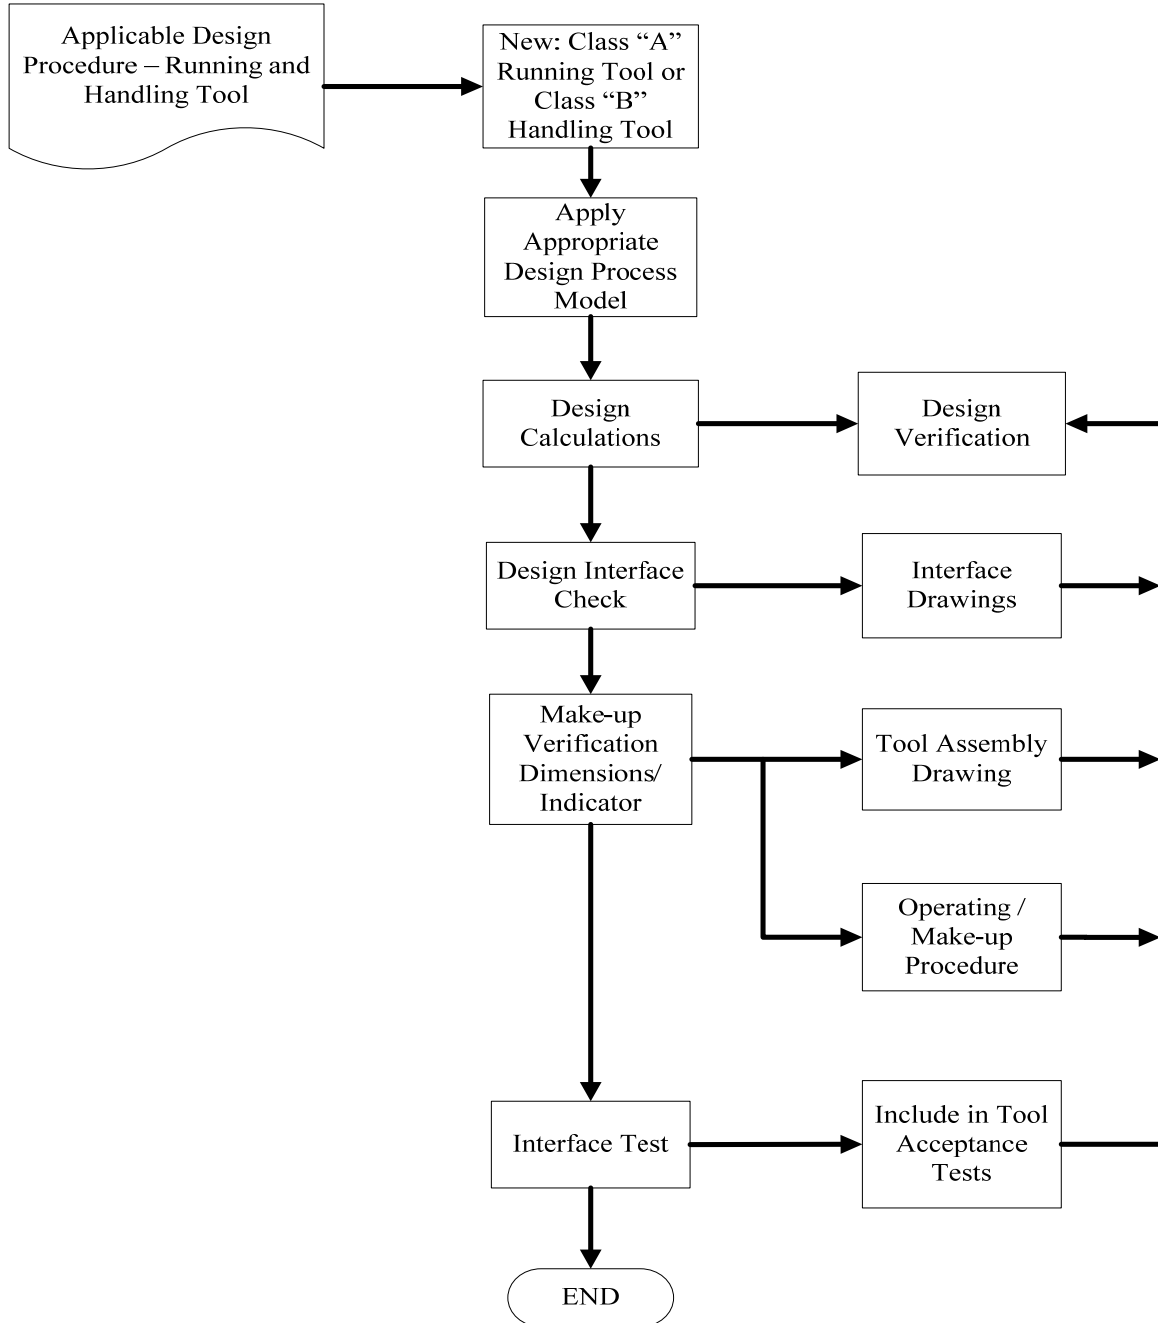 Applicable Design
Procedure – Running and
Handling Tool
New: Class “A”
Running Tool or
Class “B”
Handling Tool
Apply
Appropriate
Design Process
Model
Design
Calculations
Design
Verification
Design Interface
Check
Interface
Drawings
Make-up
Verification
Dimensions/
Indicator
Tool Assembly
Drawing
Operating /
Make-up
Procedure
Interface Test
Include in Tool
Acceptance
Tests
END